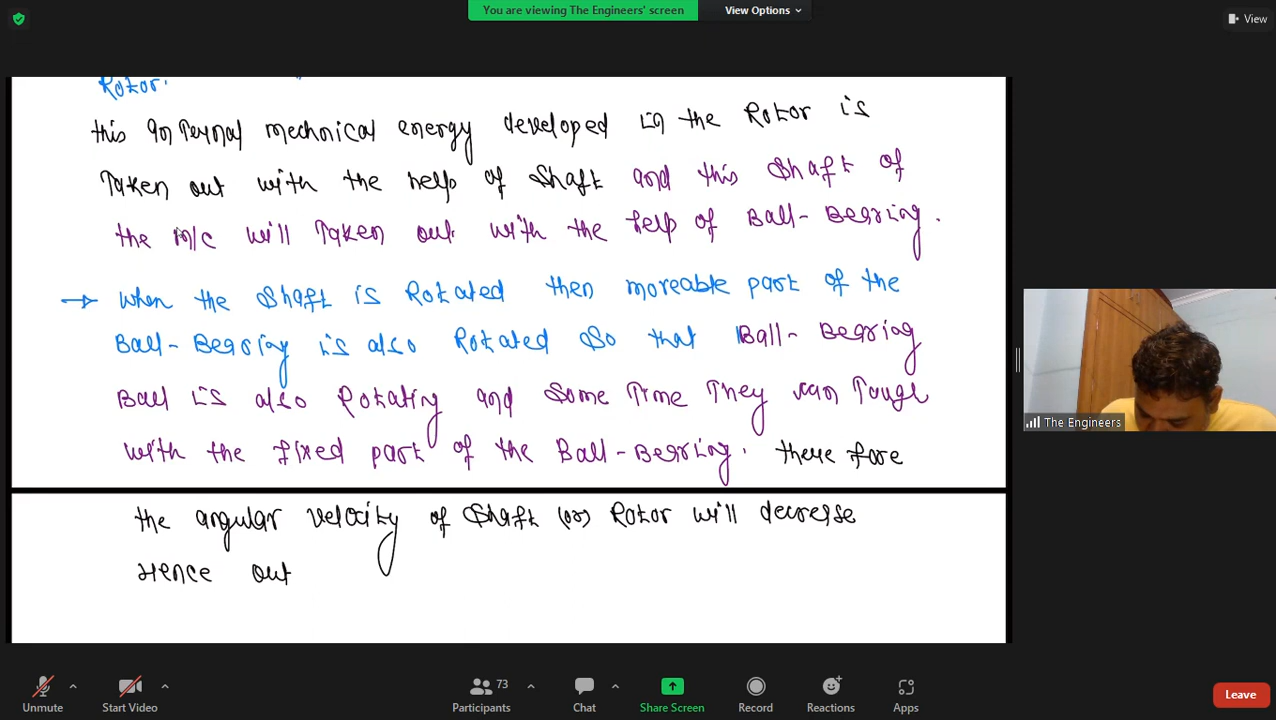 You are viewing The Engineers' screen
View Options
View
Rotor.
this internal mechnical energy developed in the Rotor is
Taken out with the help of shaft and this shaft of
the m/c will Taken out with the help of Ball-Bearing.
→ when the shaft is Rotated then moveable part of the
Ball-Bearing is also Rotated so that Ball-Bearing
Ball is also Rotating and some Time They can Tough
with the fixed part of the Ball-Bearing. there fore
the angular velocity of shaft (or) Rotor will decrese
Hence out
The Engineers
Unmute
Start Video
73
Participants
Chat
Share Screen
Record
Reactions
Apps
Leave